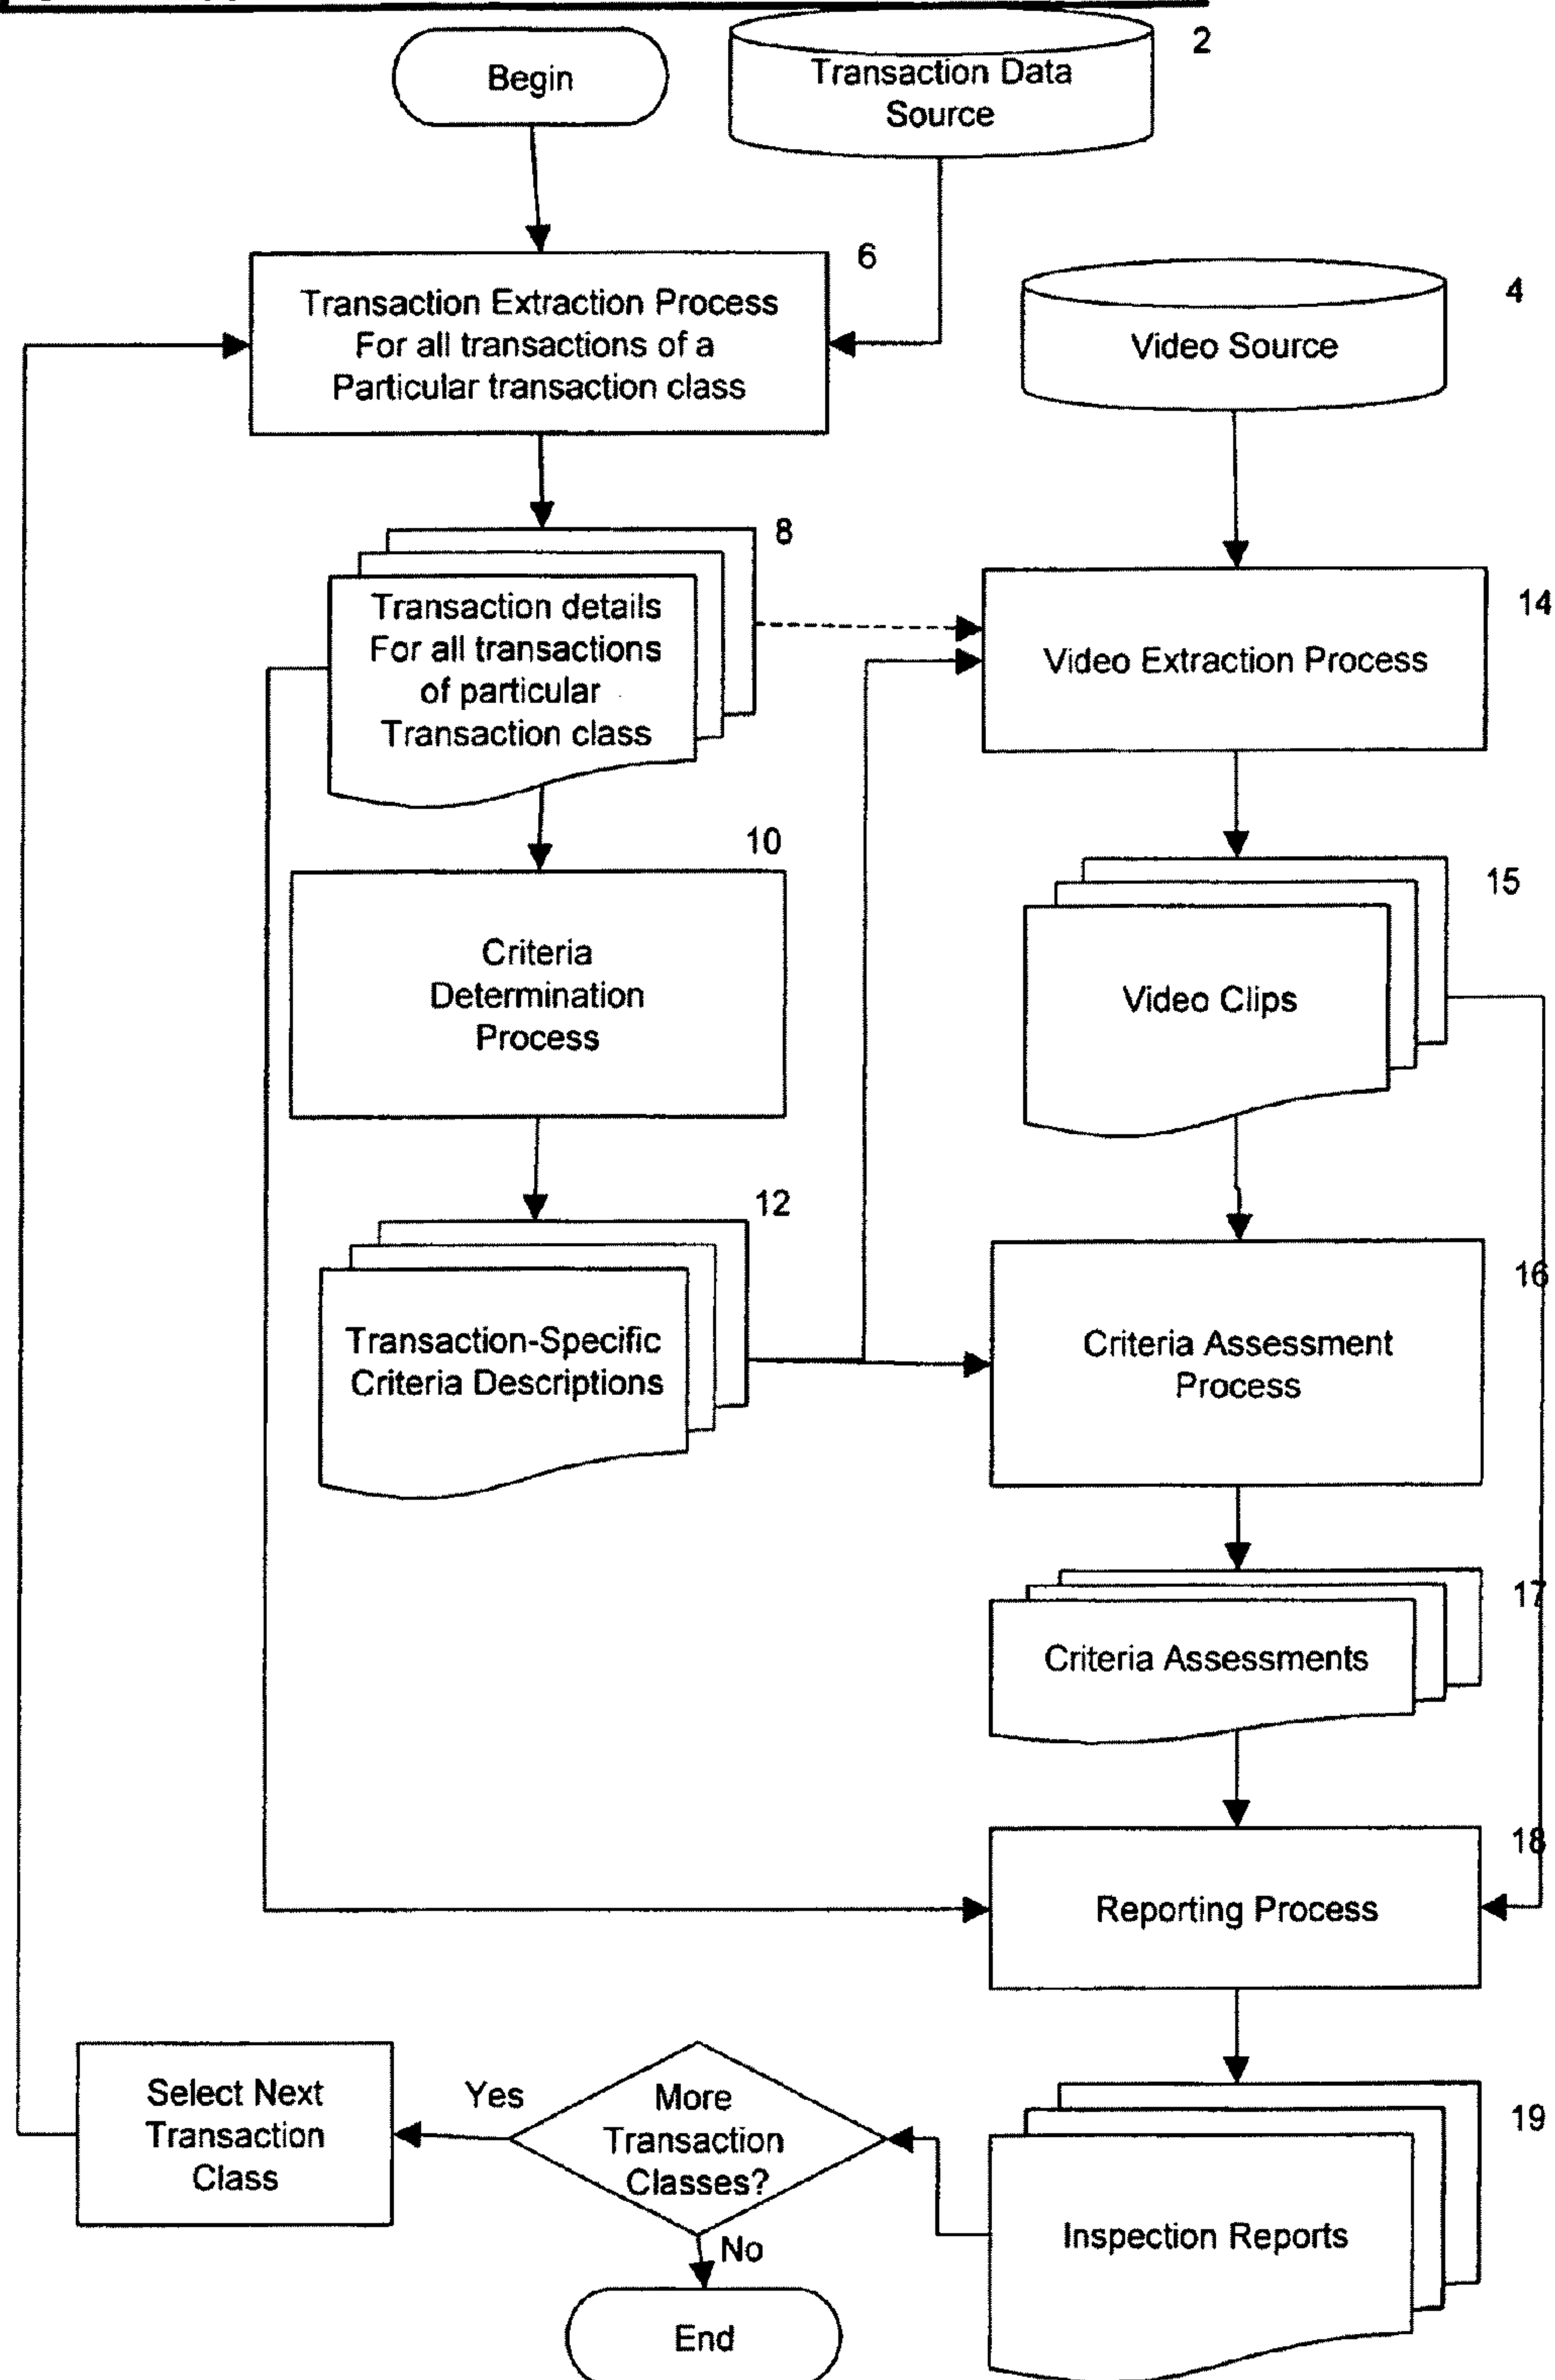 Begin
Transaction Data
Source
2
Transaction Extraction Process
For all transactions of a
Particular transaction class
6
Video Source
4
Transaction details
For all transactions
of particular
Transaction class
8
Video Extraction Process
14
Criteria
Determination
Process
10
Video Clips
15
Transaction-Specific
Criteria Descriptions
12
Criteria Assessment
Process
16
Criteria Assessments
17
Reporting Process
18
Select Next
Transaction
Class
Yes
More
Transaction
Classes?
No
Inspection Reports
19
End